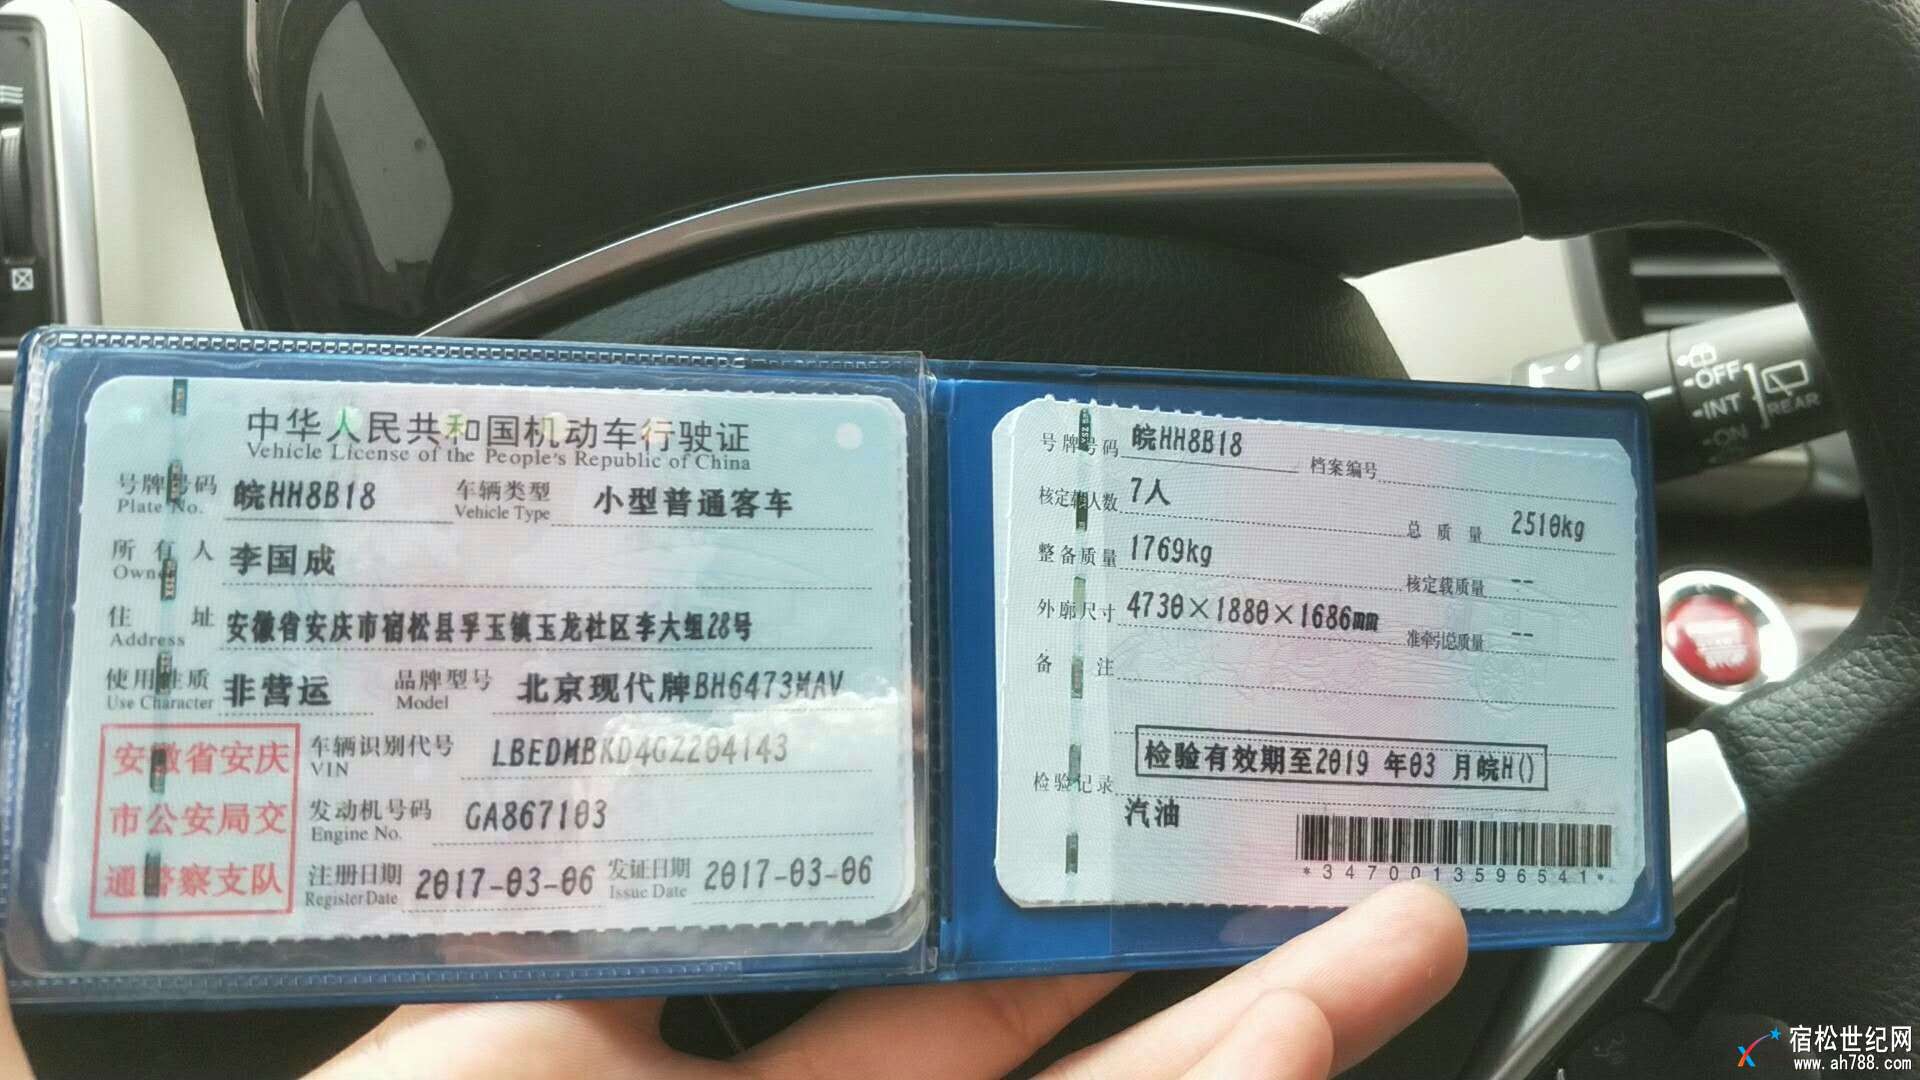 中华人民共和国机动车行驶证
Vehicle License of the People's Republic of China
号牌号码 皖HH8B18 车辆类型 小型普通客车
Plate No. Vehicle Type
所有人 李国成
Owner
住址 安徽省安庆市宿松县孚玉镇玉龙社区李大组28号
Address
使用性质 非营运 品牌型号 北京现代牌BH6473MAV
Use Character Model
安徽省安庆
市公安局交
通警察支队
车辆识别代号 LBEDMBKD4GZ204143
VIN
发动机号码 GA867103
Engine No.
注册日期 2017-03-06 发证日期 2017-03-06
Register Date Issue Date
号牌号码 皖HH8B18 档案编号
核定载人数 7人 总质量 2510kg
整备质量 1769kg 核定载质量 --
外廓尺寸 4730×1880×1686mm 准牵引总质量 --
备注
检验有效期至2019 年03 月皖H()
检验记录
汽油
*3470013596541*
OFF
INT
ON
REAR
宿松世纪网
www.ah788.com